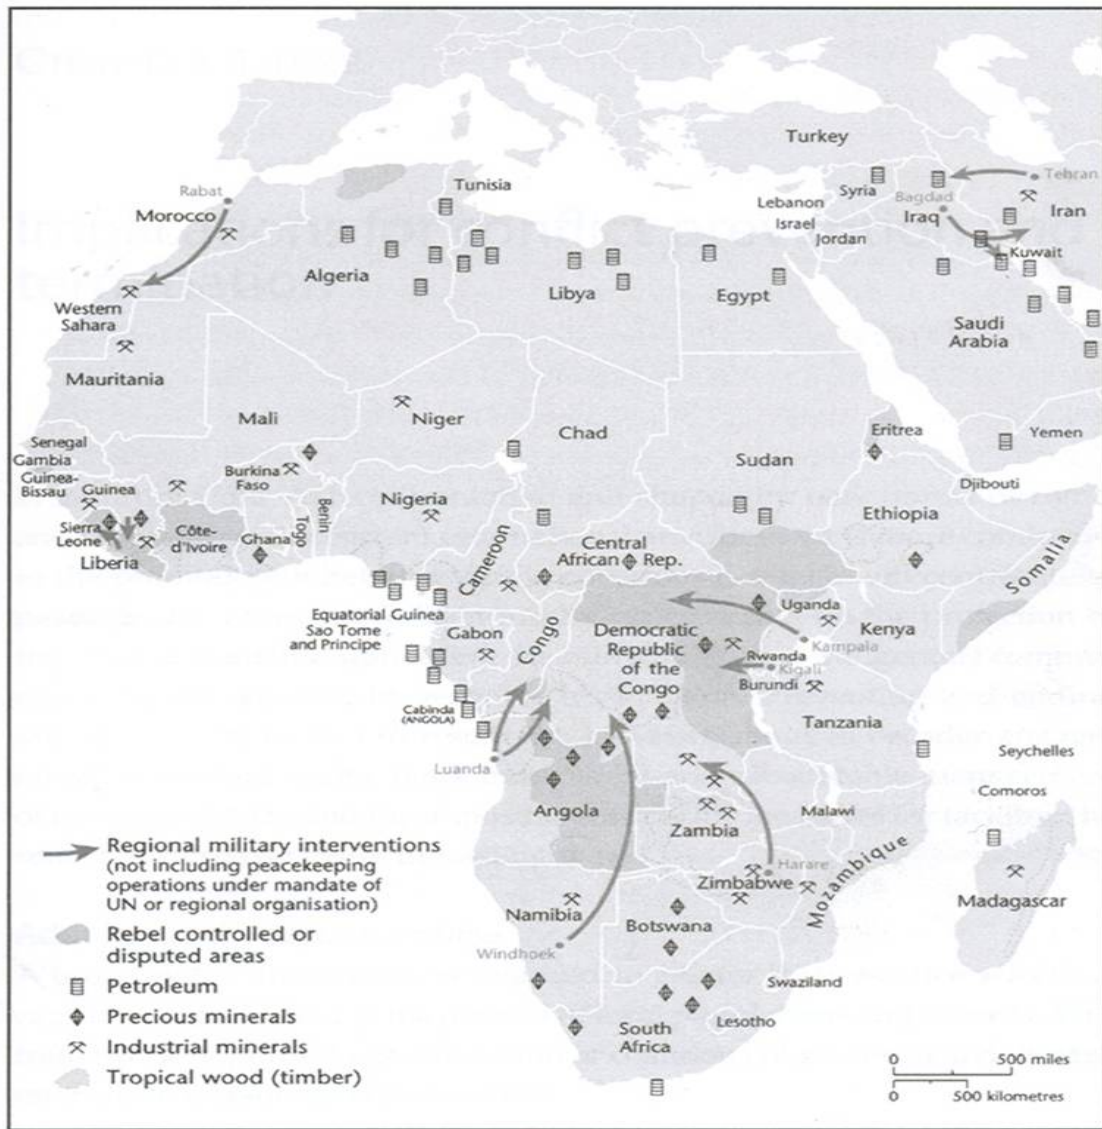 Turkey
Rabat
Tunisia
Tehran
Syria
Lebanon
Bagdad
Morocco
Israel
Iraq
Iran
Jordan
Kuwait
Algeria
Libya
Egypt
Western
Sahara
Saudi
Arabia
Mauritania
Mali
Niger
Chad
Eritrea
Yemen
Senegal
Gambia
Sudan
Guinea-
Bissau
Guinea
Burkina
Faso
Djibouti
Nigeria
Benin
Togo
Ethiopia
Sierra
Leone
Côte-
d'Ivoire
Ghana
Liberia
Cameroon
Central
African Rep.
Somalia
Equatorial Guinea
Sao Tome
and Principe
Gabon
Congo
Democratic
Republic
of the
Congo
Uganda
Kenya
Kampala
Rwanda
Kigali
Burundi
Cabinda
(ANGOLA)
Tanzania
Seychelles
Luanda
Comoros
Angola
Malawi
Zambia
Mozambique
Harare
Zimbabwe
Madagascar
Namibia
Botswana
Windhoek
Swaziland
Lesotho
South
Africa
Regional military interventions
(not including peacekeeping
operations under mandate of
UN or regional organisation)
Rebel controlled or
disputed areas
Petroleum
Precious minerals
Industrial minerals
Tropical wood (timber)
0 500 miles
0 500 kilometres